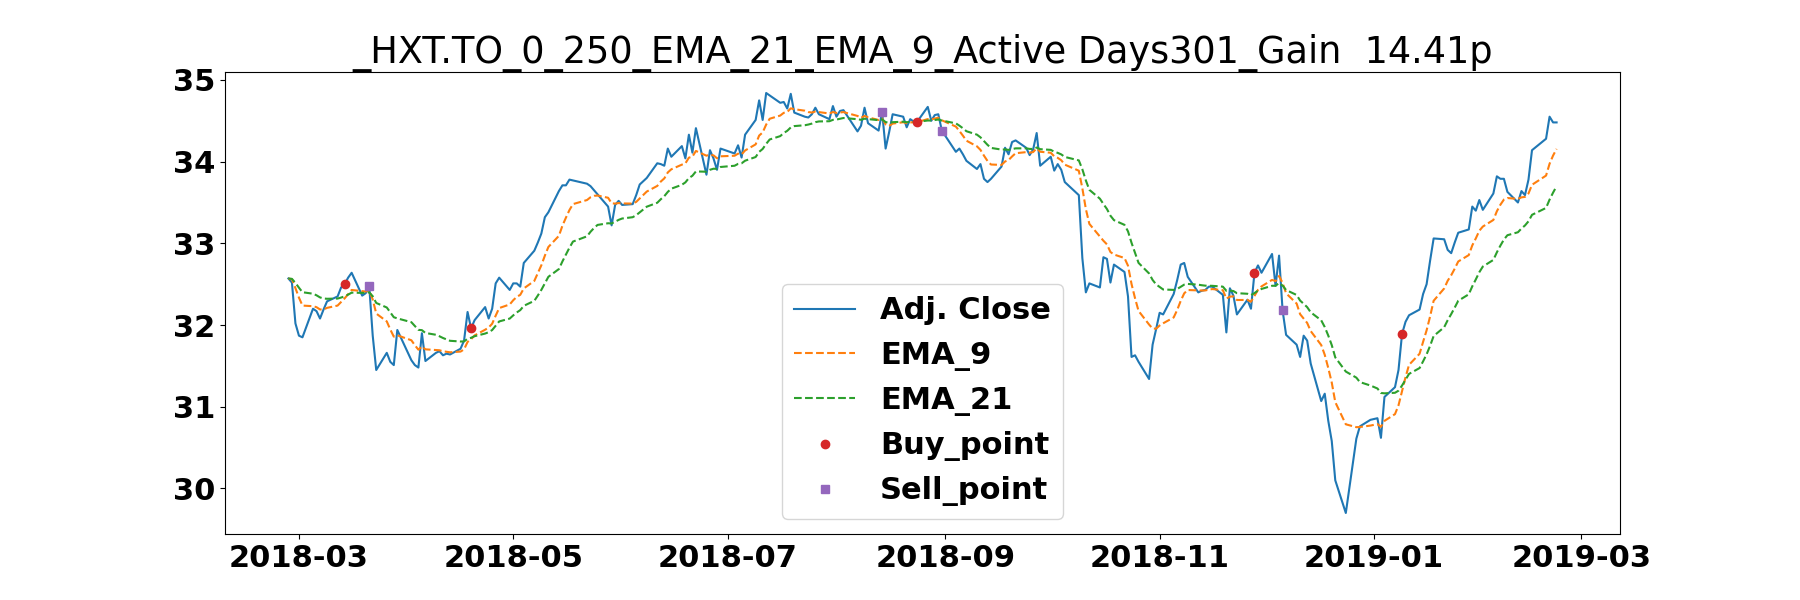 _HXT.TO_0_250_EMA_21_EMA_9_Active Days301_Gain  14.41p
35
34
33
32
31
30
Adj. Close
EMA_9
EMA_21
Buy_point
Sell_point
2018-03 2018-05 2018-07 2018-09 2018-11 2019-01 2019-03